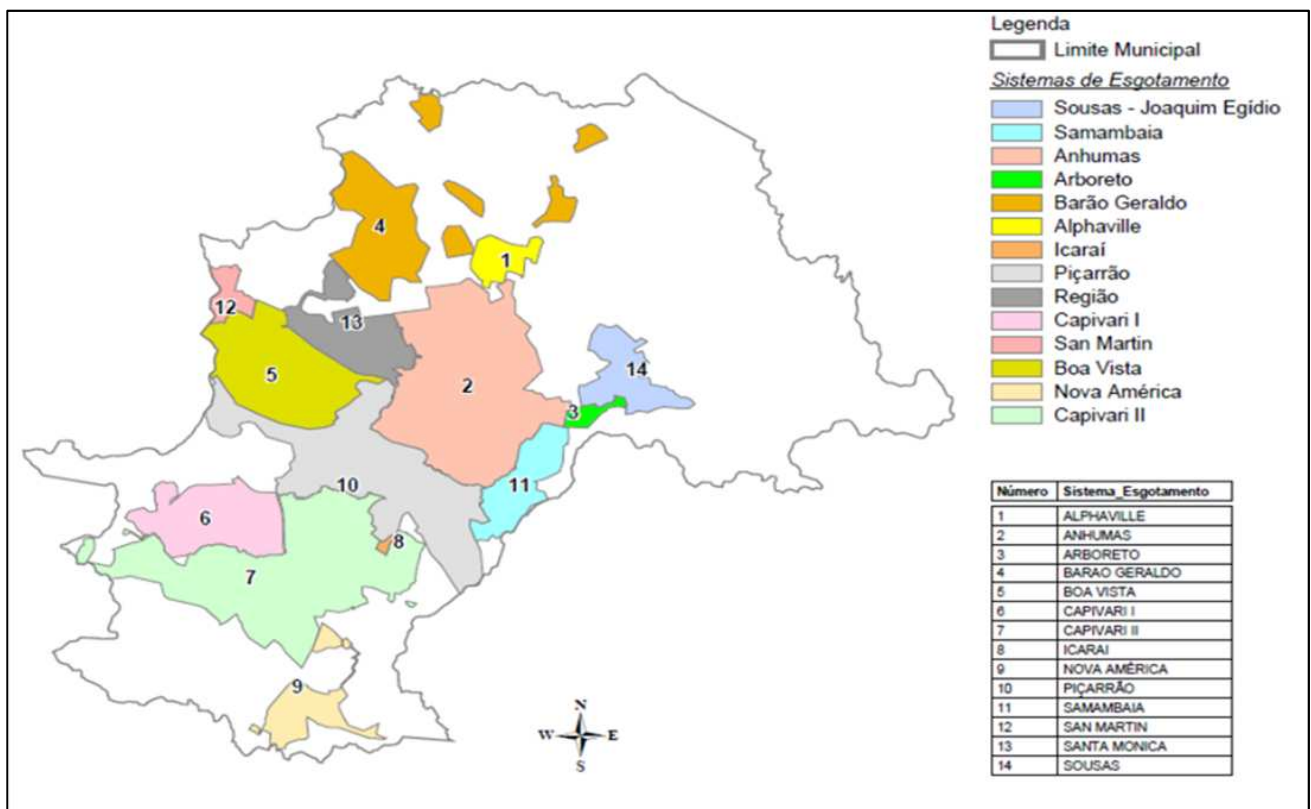 Legenda
Limite Municipal
Sistemas de Esgotamento
Sousas - Joaquim Egídio
Samambaia
Anhumas
Arboreto
Barão Geraldo
Alphaville
Icaraí
Piçarrão
Região
Capivari I
San Martin
Boa Vista
Nova América
Capivari II
4
1
12
13
5
2
14
3
10
11
6
8
7
9
N
W E
S
Número Sistema_Esgotamento
1 ALPHAVILLE
2 ANHUMAS
3 ARBORETO
4 BARAO GERALDO
5 BOA VISTA
6 CAPIVARI I
7 CAPIVARI II
8 ICARAI
9 NOVA AMÉRICA
10 PIÇARRÃO
11 SAMAMBAIA
12 SAN MARTIN
13 SANTA MONICA
14 SOUSAS